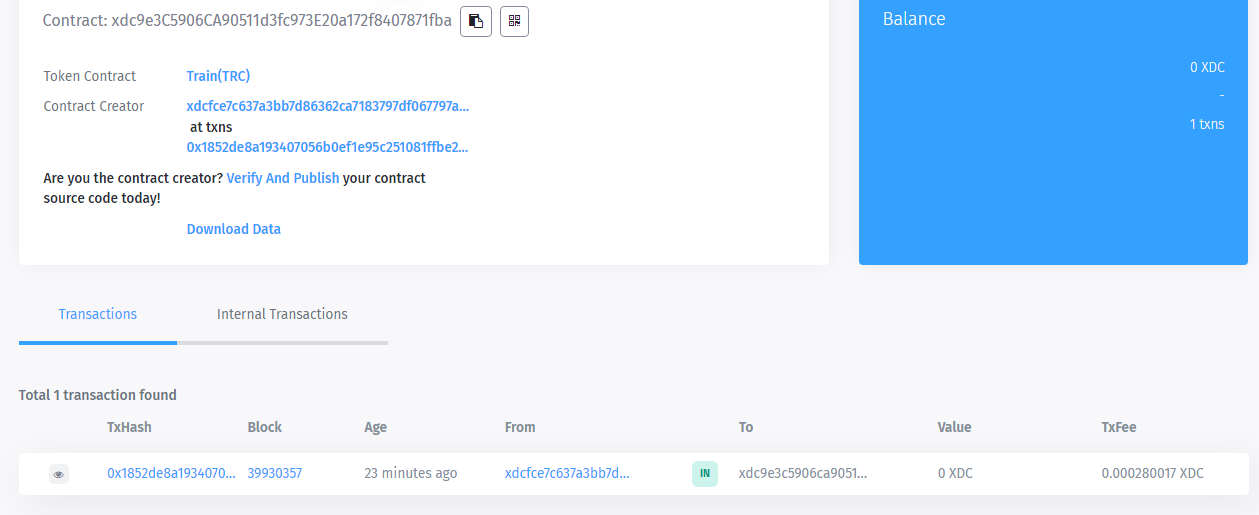 Contract: xdc9e3C5906CA90511d3fc973E20a172f8407871fba
Balance
0 XDC
-
1 txns
Token Contract Train(TRC)
Contract Creator xdcfce7c637a3bb7d86362ca7183797df067797a...
at txns
0x1852de8a193407056b0ef1e95c251081ffbe2...
Are you the contract creator? Verify And Publish your contract
source code today!
Download Data
Transactions Internal Transactions
Total 1 transaction found
TxHash Block Age From To Value TxFee
0x1852de8a1934070... 39930357 23 minutes ago xdcfce7c637a3bb7d... IN xdc9e3c5906ca9051... 0 XDC 0.000280017 XDC